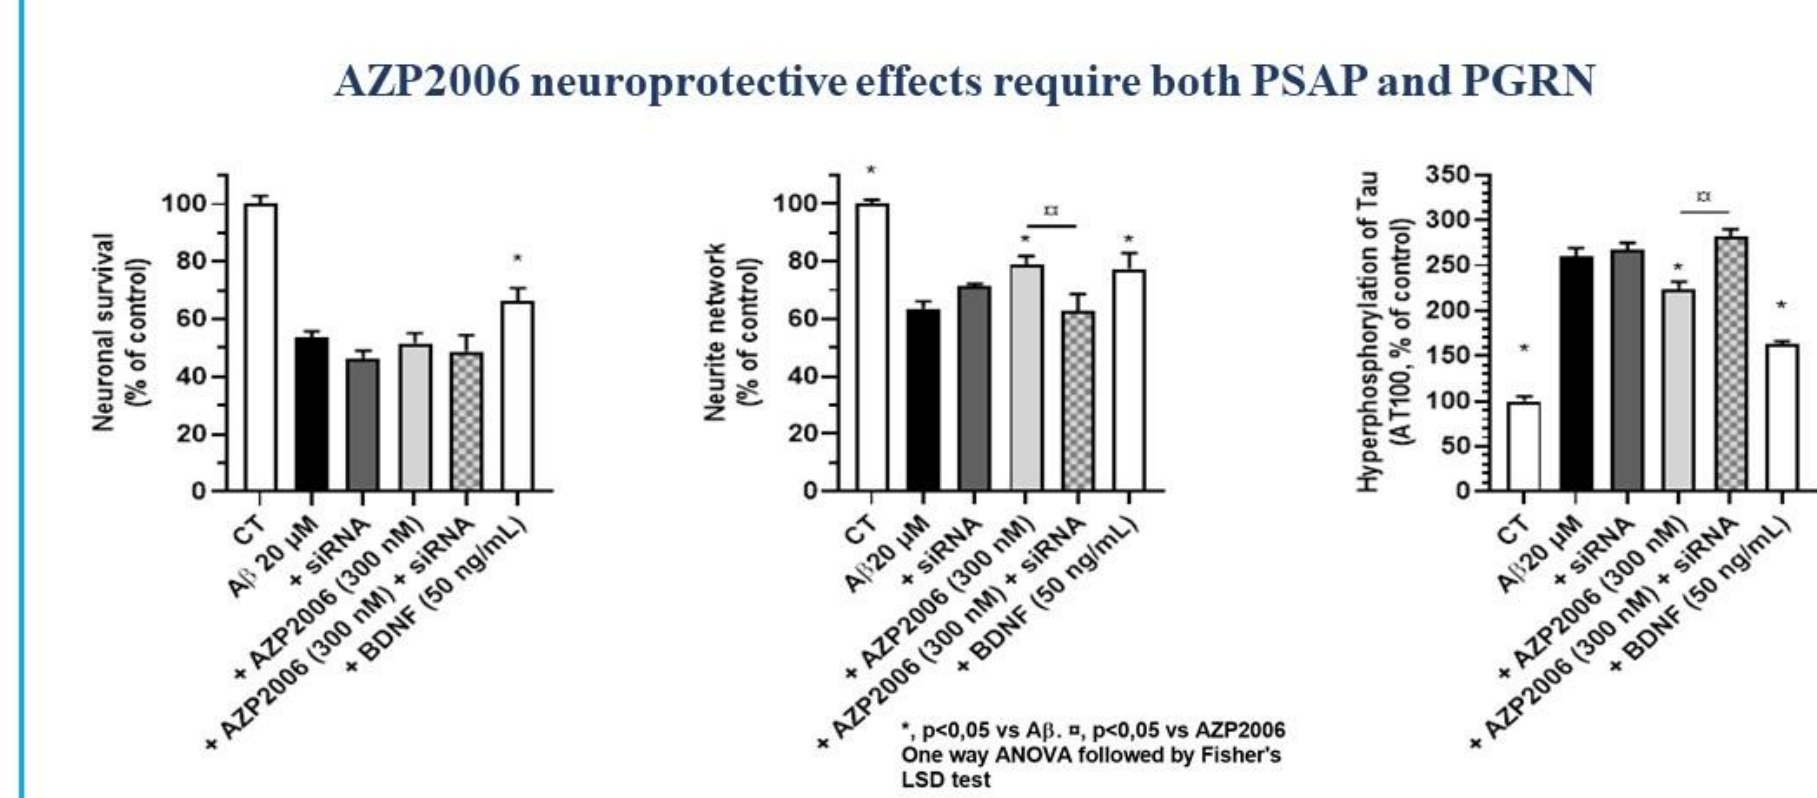 AZP2006 neuroprotective effects require both PSAP and PGRN
Neuronal survival
(% of control)
100
80
60
40
20
0
*
CT
Aβ 20 µM
+ siRNA
+ AZP2006 (300 nM)
+ AZP2006 (300 nM) + siRNA
+ BDNF (50 ng/mL)
Neurite network
(% of control)
100
80
60
40
20
0
*
*
¤
*
CT
Aβ20 µM
+ siRNA
+ AZP2006 (300 nM)
+ AZP2006 (300 nM) + siRNA
+ BDNF (50 ng/mL)
Hyperphosphorylation of Tau
(AT100, % of control)
350
300
250
200
150
100
50
0
*
*
¤
*
CT
Aβ20 µM
+ siRNA
+ AZP2006 (300 nM)
+ AZP2006 (300 nM) + siRNA
+ BDNF (50 ng/mL)
*, p<0,05 vs Aβ. ¤, p<0,05 vs AZP2006
One way ANOVA followed by Fisher's
LSD test